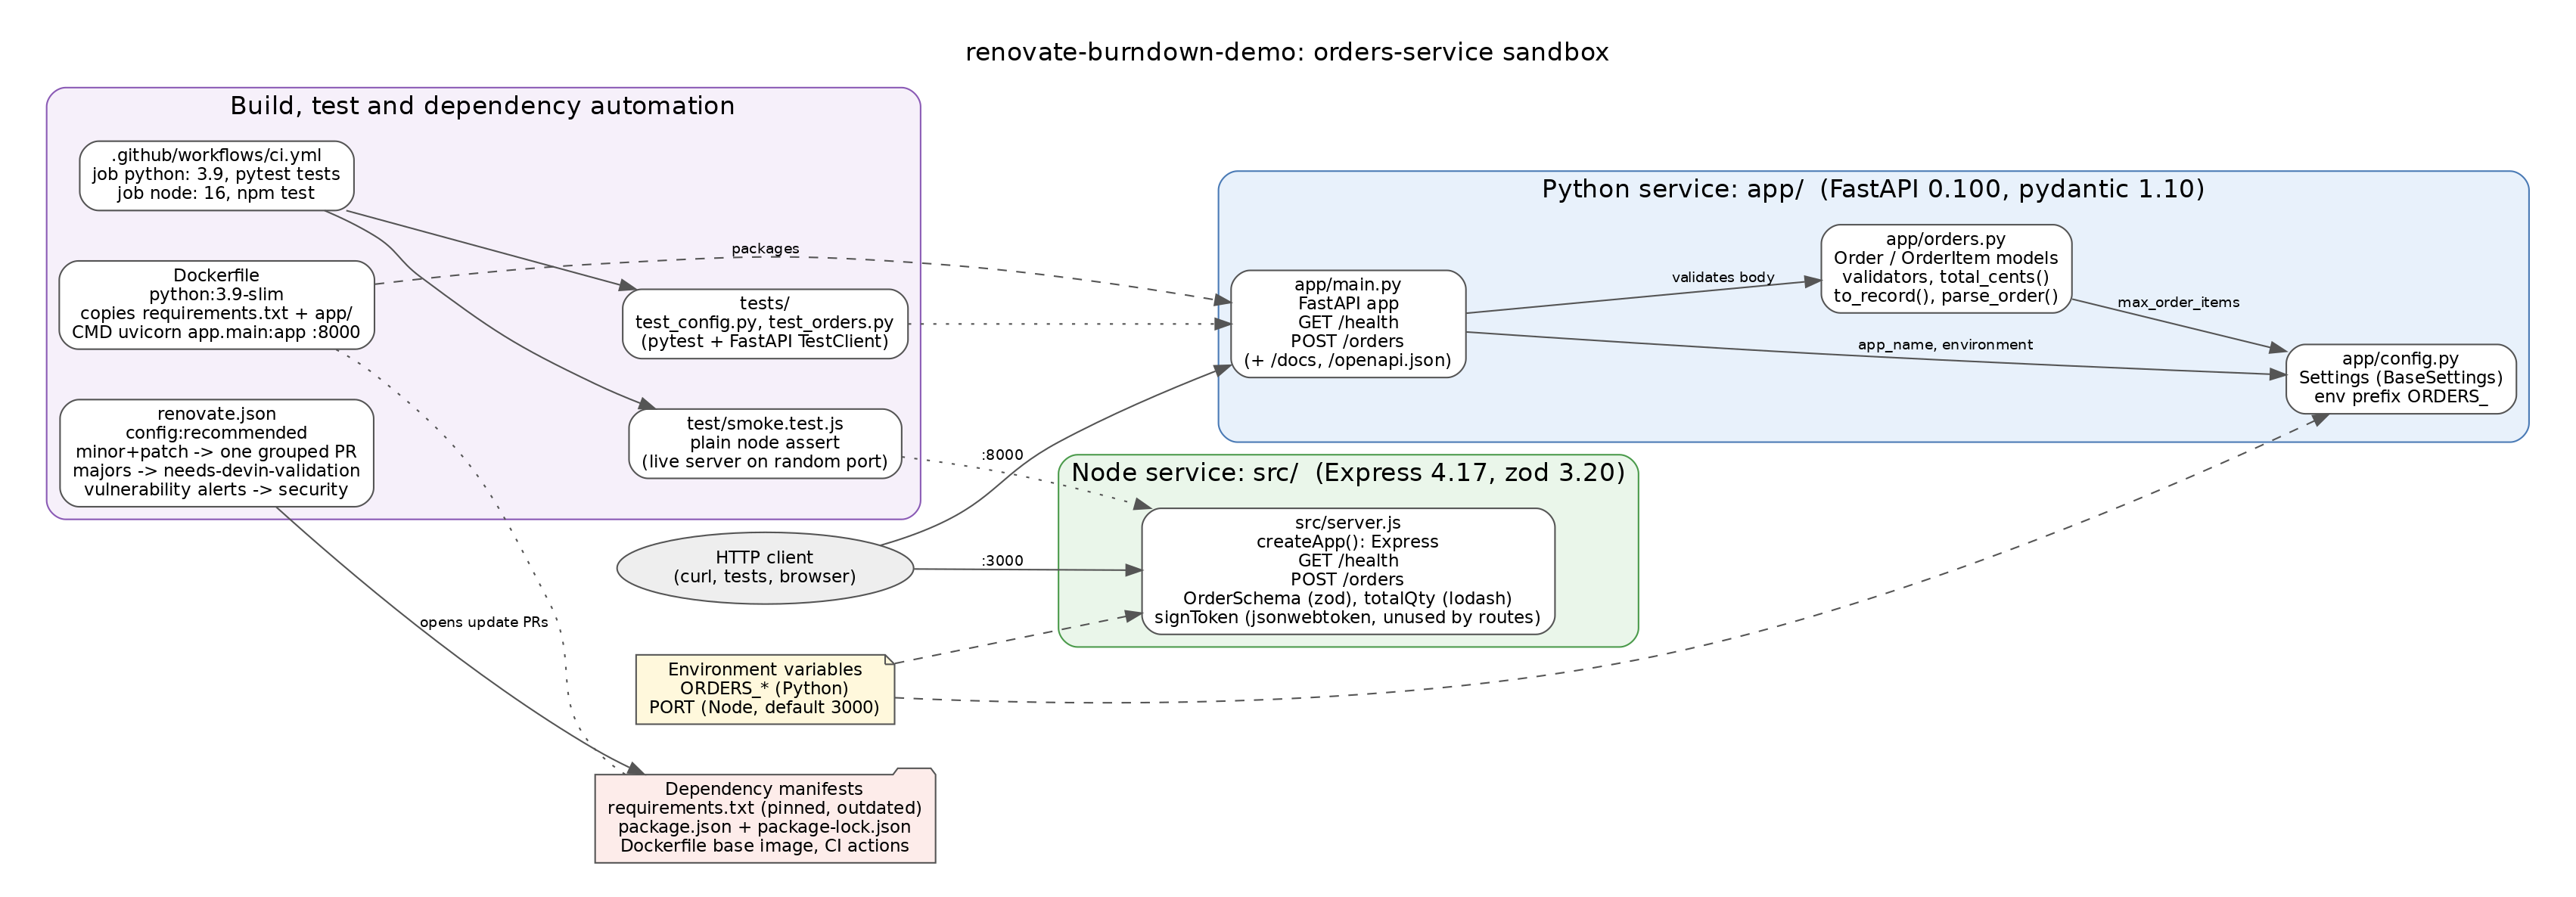 renovate-burndown-demo: orders-service sandbox
Build, test and dependency automation
.github/workflows/ci.yml
job python: 3.9, pytest tests
job node: 16, npm test
Dockerfile
python:3.9-slim
copies requirements.txt + app/
CMD uvicorn app.main:app :8000
renovate.json
config:recommended
minor+patch -> one grouped PR
majors -> needs-devin-validation
vulnerability alerts -> security
packages
tests/
test_config.py, test_orders.py
(pytest + FastAPI TestClient)
test/smoke.test.js
plain node assert
(live server on random port)
Python service: app/  (FastAPI 0.100, pydantic 1.10)
app/main.py
FastAPI app
GET /health
POST /orders
(+ /docs, /openapi.json)
validates body
app/orders.py
Order / OrderItem models
validators, total_cents()
to_record(), parse_order()
max_order_items
app_name, environment
app/config.py
Settings (BaseSettings)
env prefix ORDERS_
:8000
Node service: src/  (Express 4.17, zod 3.20)
src/server.js
createApp(): Express
GET /health
POST /orders
OrderSchema (zod), totalQty (lodash)
signToken (jsonwebtoken, unused by routes)
HTTP client
(curl, tests, browser)
:3000
opens update PRs
Environment variables
ORDERS_* (Python)
PORT (Node, default 3000)
Dependency manifests
requirements.txt (pinned, outdated)
package.json + package-lock.json
Dockerfile base image, CI actions